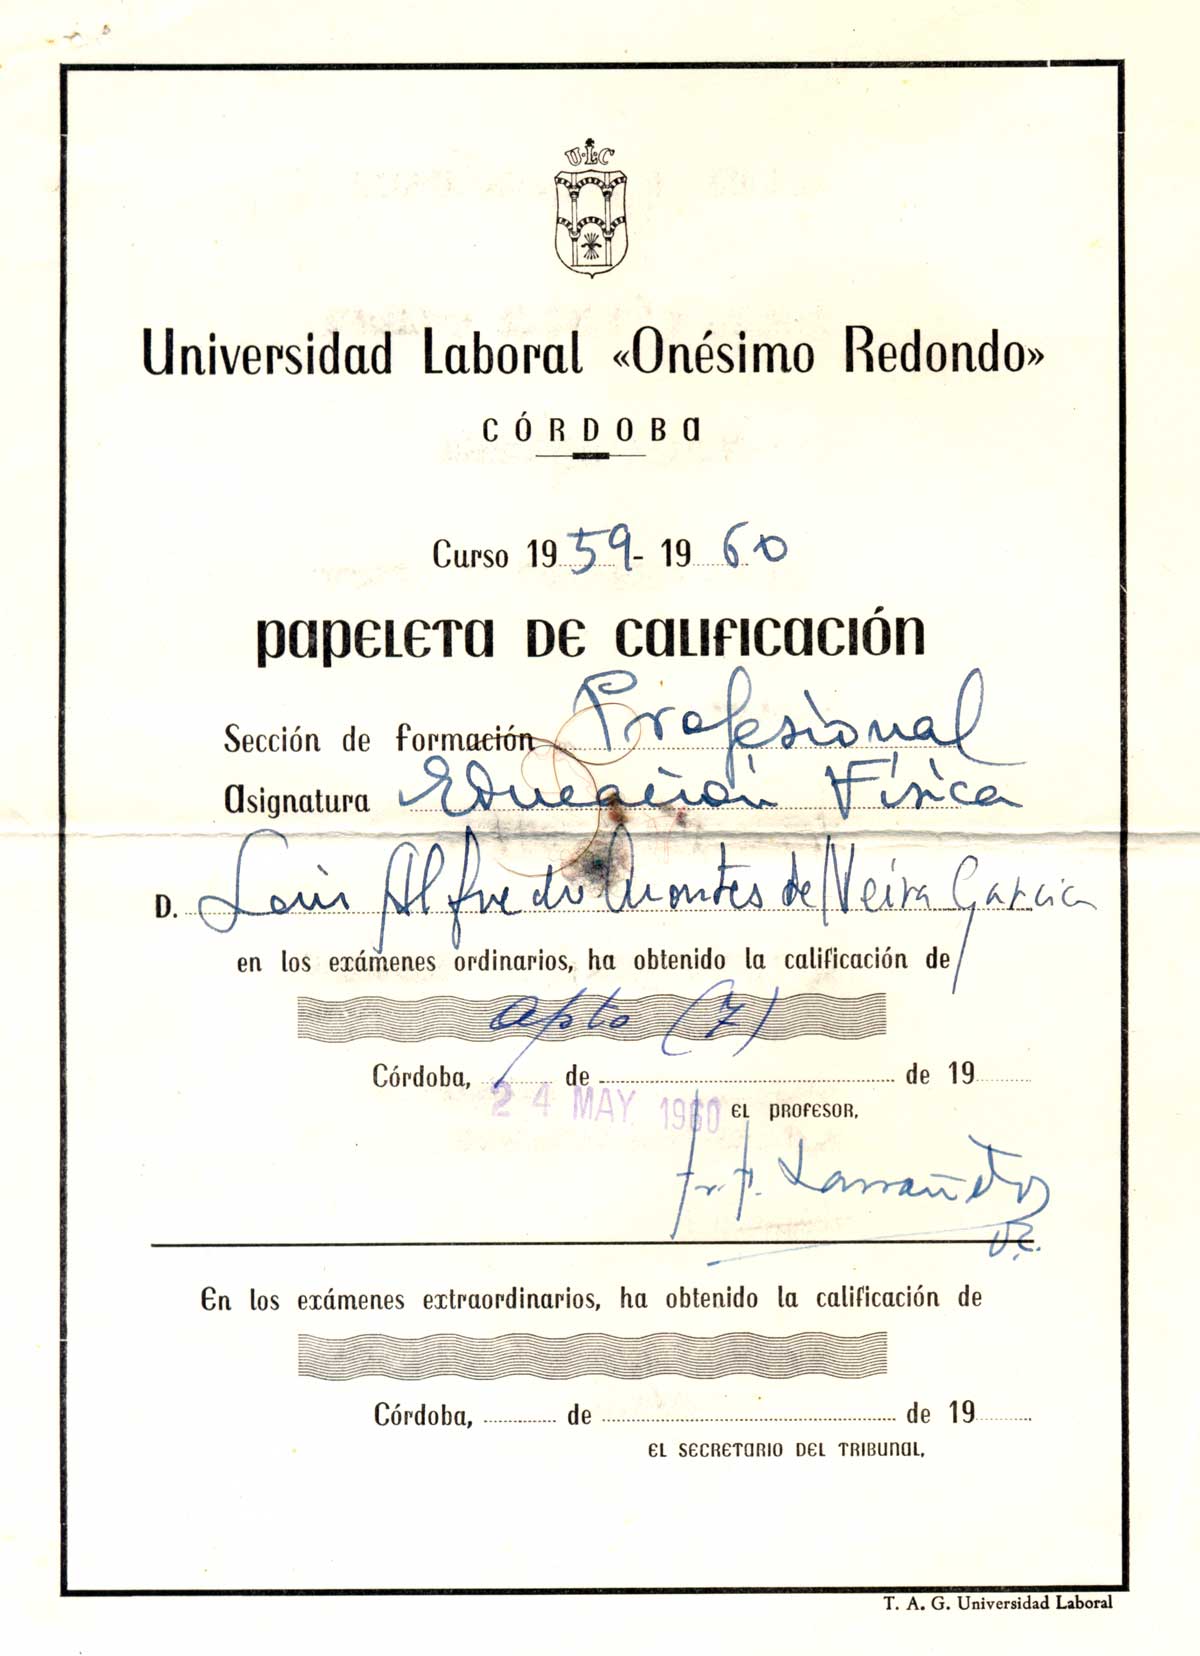 U·L·C
Universidad Laboral «Onésimo Redondo»
CÓRDOBA
Curso 1959-1960
PAPELETA DE CALIFICACIÓN
Sección de formación Profesional
Asignatura Educación Física
D. Luis Alfredo Montes de Neira Garcia
en los exámenes ordinarios, ha obtenido la calificación de
apto (7)
Córdoba, de de 19
24 MAY. 1960 EL PROFESOR,
En los exámenes extraordinarios, ha obtenido la calificación de
Córdoba, de de 19
EL SECRETARIO DEL TRIBUNAL,
T. A. G. Universidad Laboral